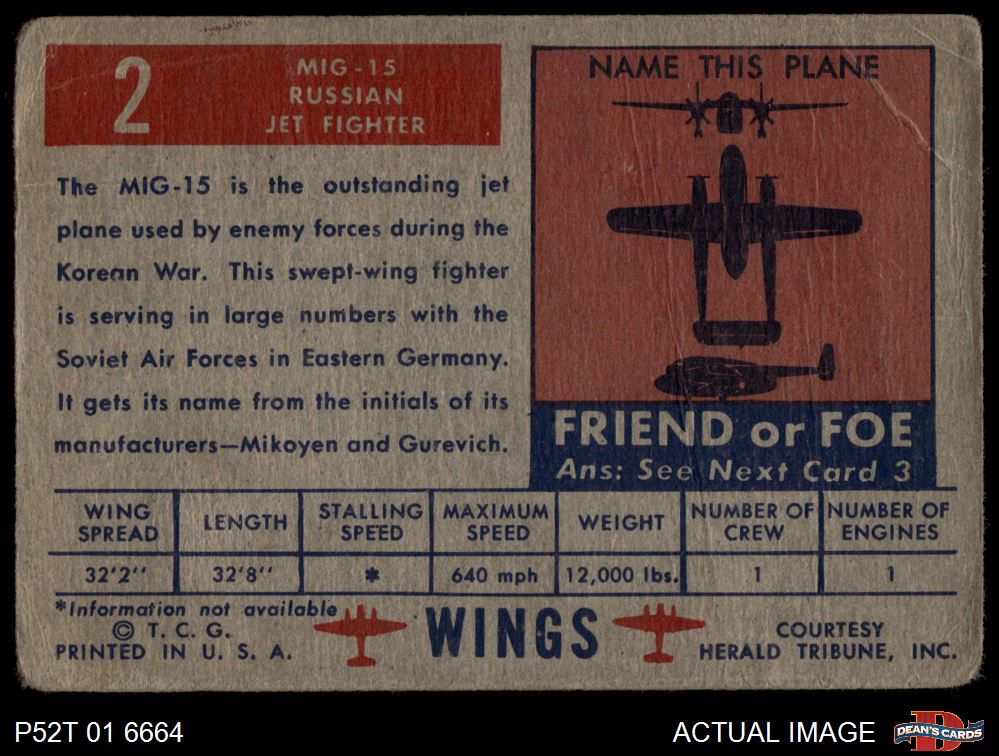 2
MIG-15
RUSSIAN
JET FIGHTER
The MIG-15 is the outstanding jet
plane used by enemy forces during the
Korean War. This swept-wing fighter
is serving in large numbers with the
Soviet Air Forces in Eastern Germany.
It gets its name from the initials of its
manufacturers—Mikoyen and Gurevich.
NAME THIS PLANE
FRIEND or FOE
Ans: See Next Card 3
WING SPREAD LENGTH STALLING SPEED MAXIMUM SPEED WEIGHT NUMBER OF CREW NUMBER OF ENGINES
32'2'' 32'8'' * 640 mph 12,000 lbs. 1 1
*Information not available
© T. C. G.
PRINTED IN U. S. A.
WINGS
COURTESY
HERALD TRIBUNE, INC.
P52T 01 6664
ACTUAL IMAGE
DEAN'S CARDS